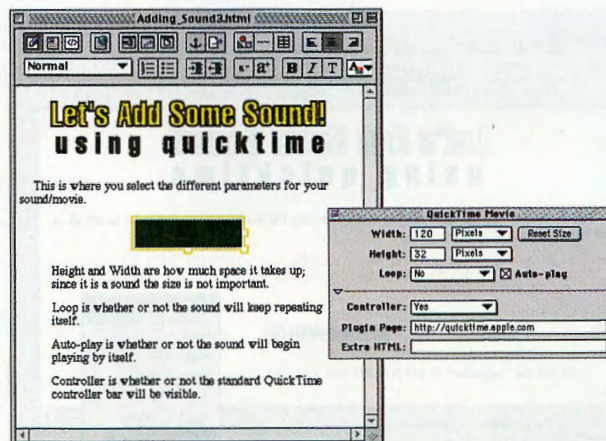 Adding_Sound3.html
Normal
a-
a+
B I T A
Let's Add Some Sound!
using quicktime
This is where you select the different parameters for your
sound/movie.
Height and Width are how much space it takes up;
since it is a sound the size is not important.
Loop is whether or not the sound will keep repeating
itself.
Auto-play is whether or not the sound will begin
playing by itself.
Controller is whether or not the standard QuickTime
controller bar will be visible.
QuickTime Movie
Width: 120 Pixels Reset Size
Height: 32 Pixels
Loop: No Auto-play
Controller: Yes
Plugin Page: http://quicktime.apple.com
Extra HTML: